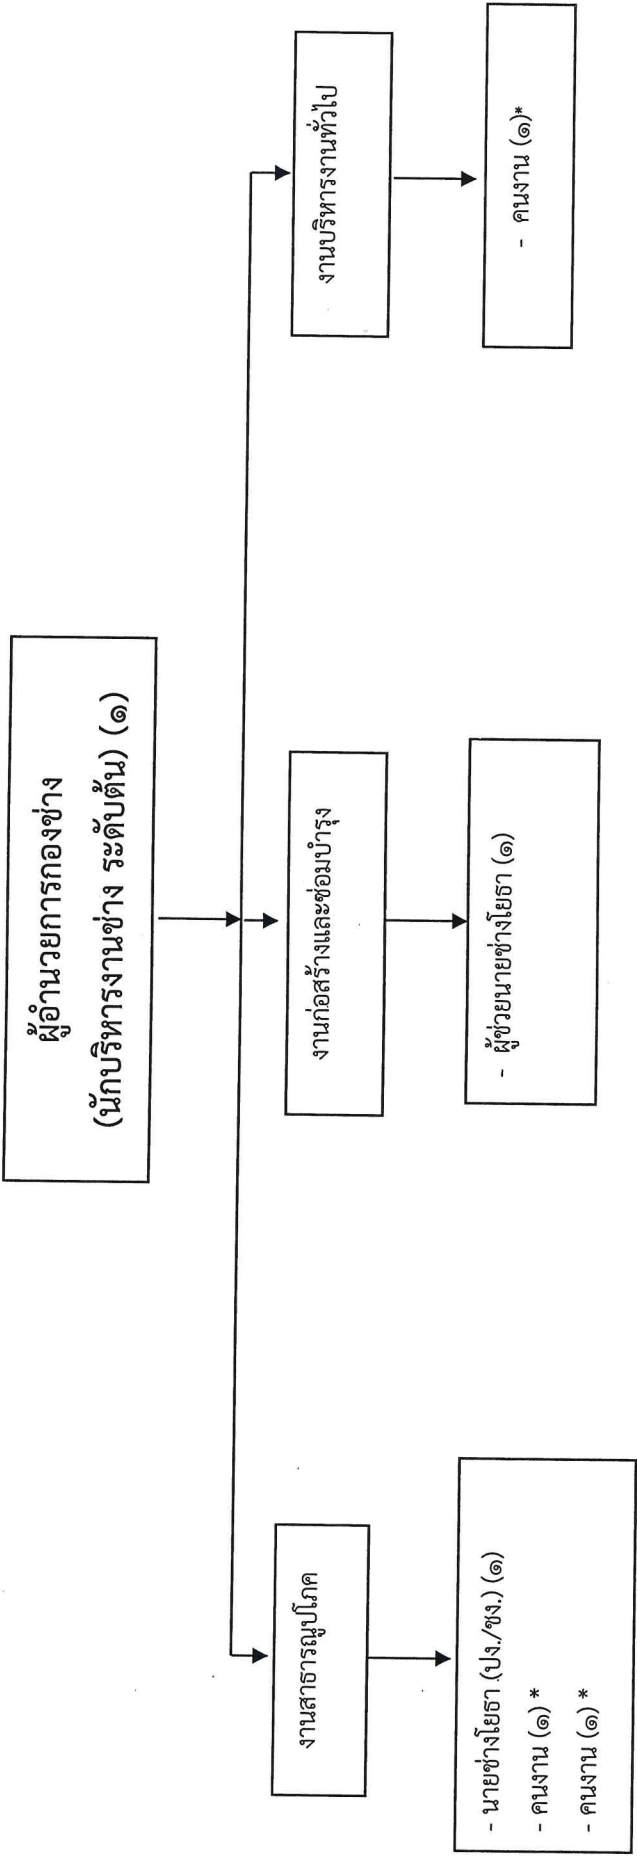 ผู้อำนวยการกองช่าง
(นักบริหารงานช่าง ระดับต้น) (๑)
งานสาธารณูปโภค
งานก่อสร้างและซ่อมบำรุง
งานบริหารงานทั่วไป
- นายช่างโยธา (ปง./ชง.) (๑)
- คนงาน (๑) *
- คนงาน (๑) *
- ผู้ช่วยนายช่างโยธา (๑)
- คนงาน (๑)*